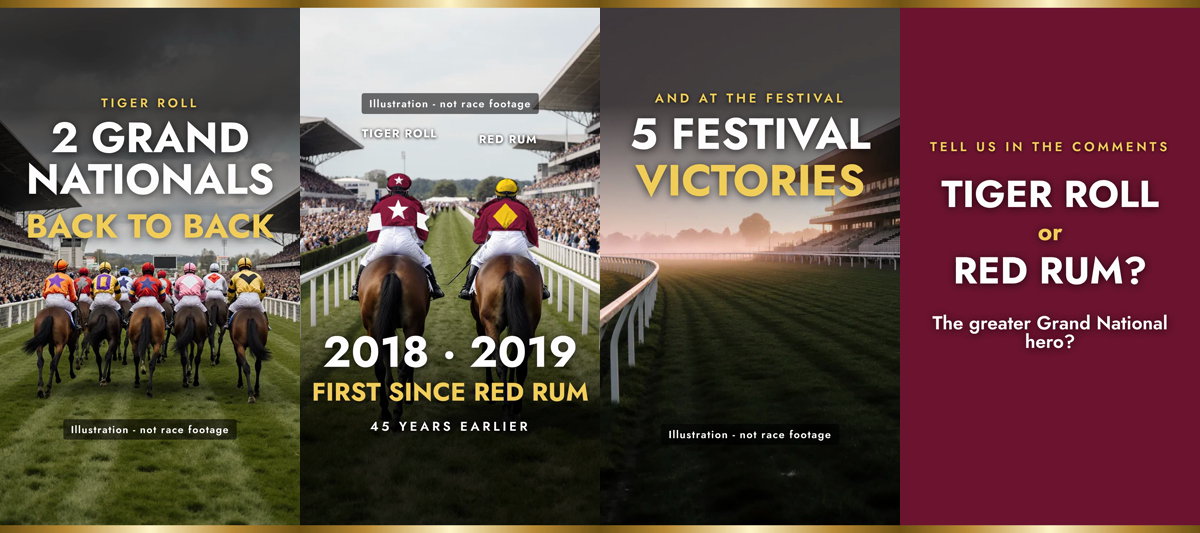 TIGER ROLL
2 GRAND
NATIONALS
BACK TO BACK
Illustration - not race footage
Illustration - not race footage
TIGER ROLL
RED RUM
2018 · 2019
FIRST SINCE RED RUM
45 YEARS EARLIER
AND AT THE FESTIVAL
5 FESTIVAL
VICTORIES
Illustration - not race footage
TELL US IN THE COMMENTS
TIGER ROLL
or
RED RUM?
The greater Grand National
hero?